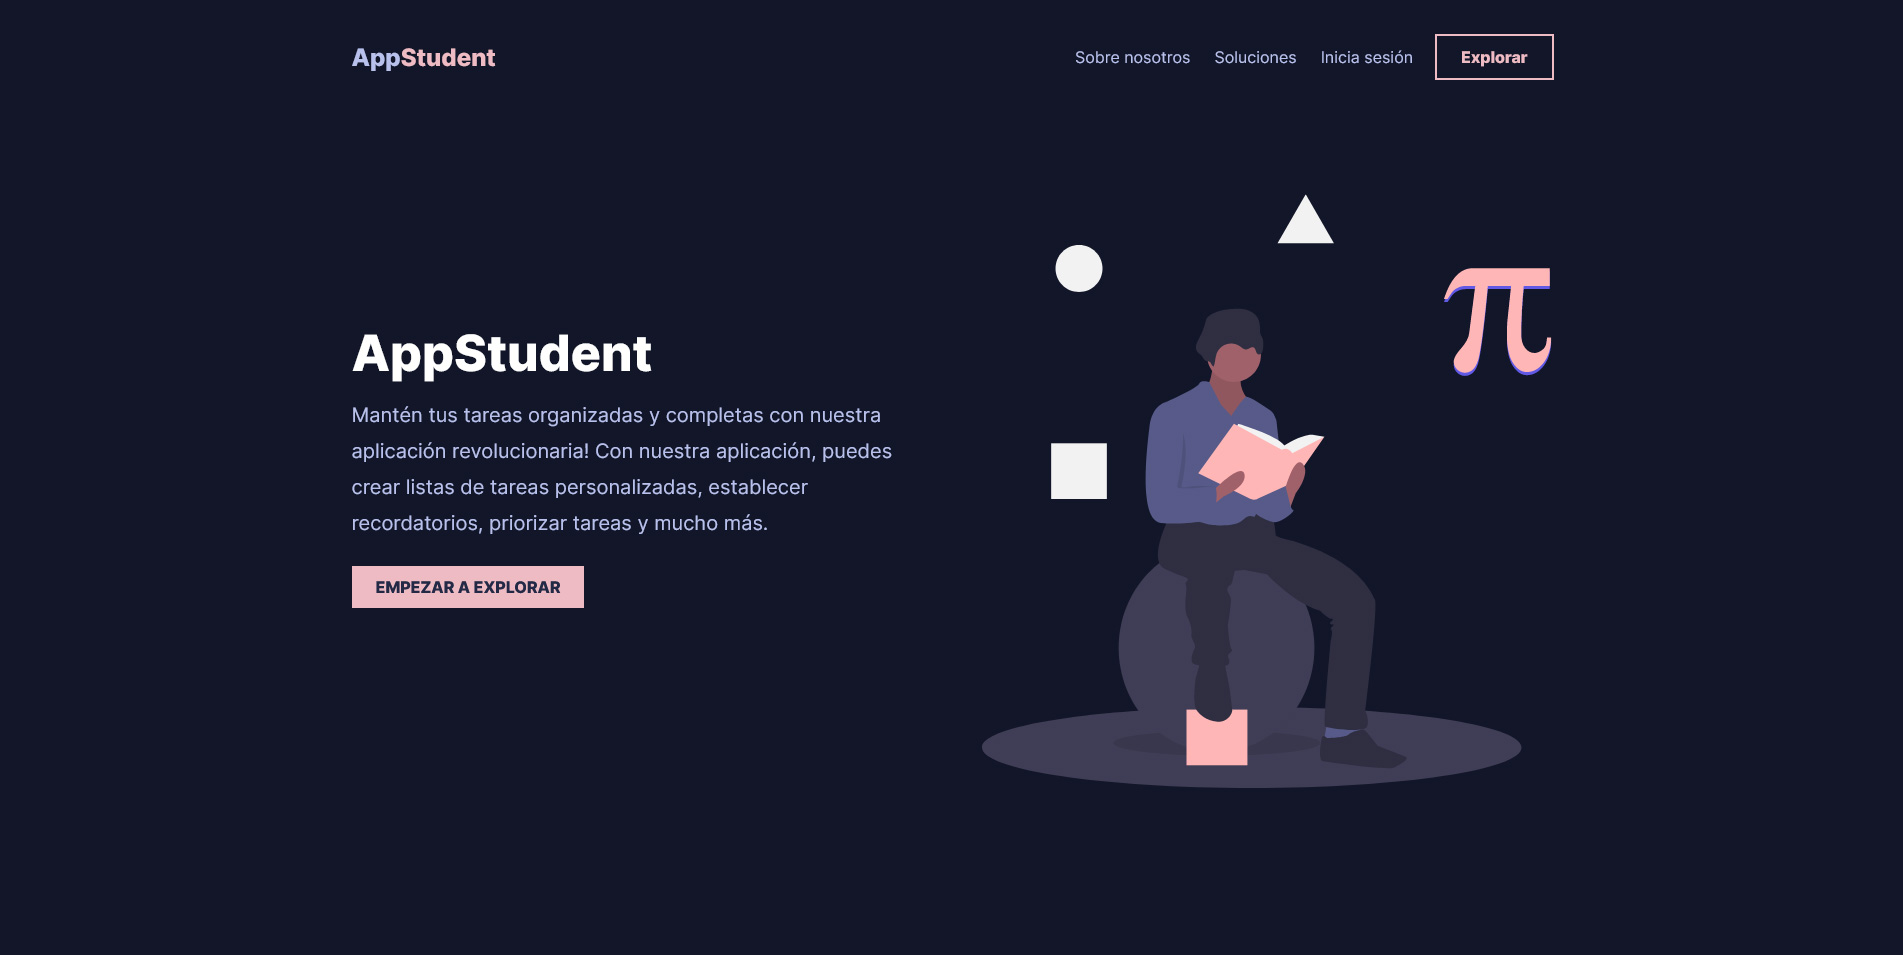 AppStudent
Sobre nosotros Soluciones Inicia sesión Explorar
π
AppStudent
Mantén tus tareas organizadas y completas con nuestra
aplicación revolucionaria! Con nuestra aplicación, puedes
crear listas de tareas personalizadas, establecer
recordatorios, priorizar tareas y mucho más.
EMPEZAR A EXPLORAR